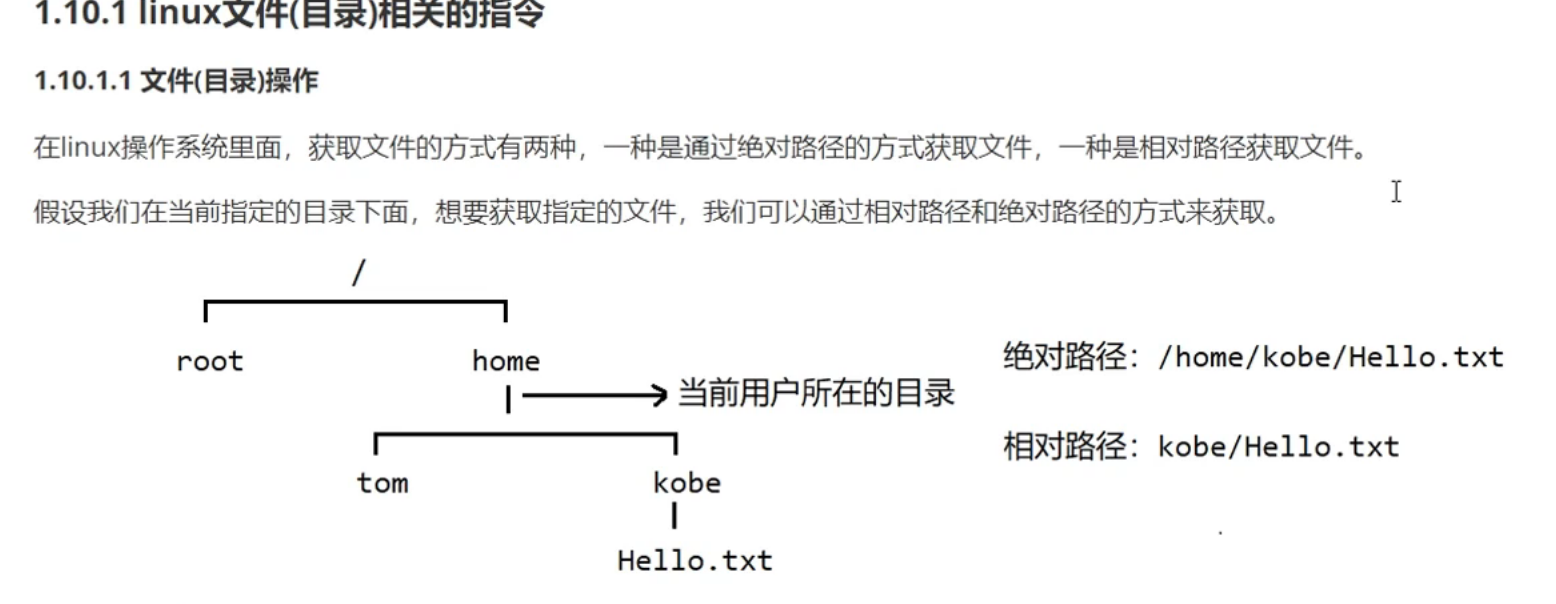 1.10.1 linux文件(目录)相关的指令
1.10.1.1 文件(目录)操作
在linux操作系统里面，获取文件的方式有两种，一种是通过绝对路径的方式获取文件，一种是相对路径获取文件。
假设我们在当前指定的目录下面，想要获取指定的文件，我们可以通过相对路径和绝对路径的方式来获取。
/
root home
当前用户所在的目录
tom kobe
Hello.txt
绝对路径：/home/kobe/Hello.txt
相对路径：kobe/Hello.txt